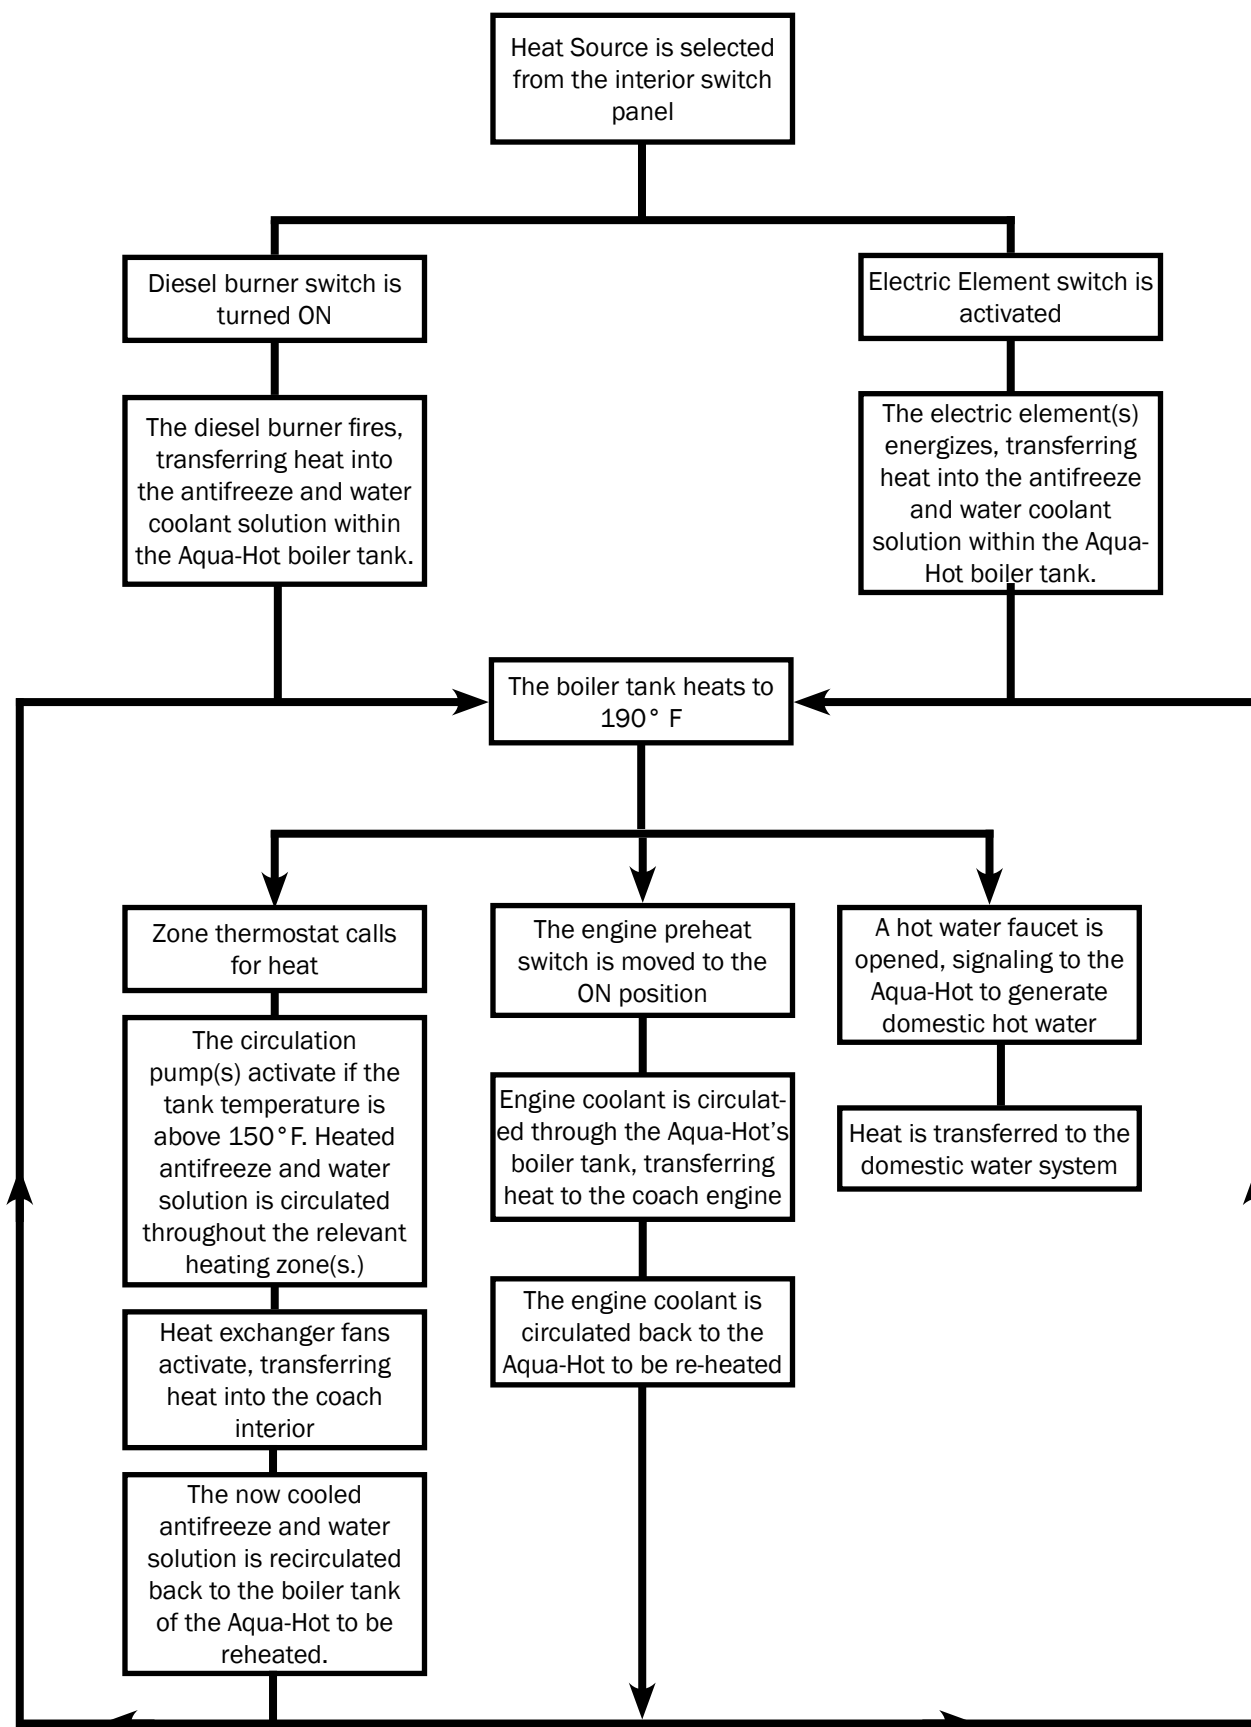 Heat Source is selected
from the interior switch
panel
Diesel burner switch is
turned ON
Electric Element switch is
activated
The diesel burner fires,
transferring heat into
the antifreeze and water
coolant solution within
the Aqua-Hot boiler tank.
The electric element(s)
energizes, transferring
heat into the antifreeze
and water coolant
solution within the Aqua-
Hot boiler tank.
The boiler tank heats to
190° F
Zone thermostat calls
for heat
The circulation
pump(s) activate if the
tank temperature is
above 150°F. Heated
antifreeze and water
solution is circulated
throughout the relevant
heating zone(s.)
Heat exchanger fans
activate, transferring
heat into the coach
interior
The now cooled
antifreeze and water
solution is recirculated
back to the boiler tank
of the Aqua-Hot to be
reheated.
The engine preheat
switch is moved to the
ON position
Engine coolant is circulat-
ed through the Aqua-Hot's
boiler tank, transferring
heat to the coach engine
The engine coolant is
circulated back to the
Aqua-Hot to be re-heated
A hot water faucet is
opened, signaling to the
Aqua-Hot to generate
domestic hot water
Heat is transferred to the
domestic water system